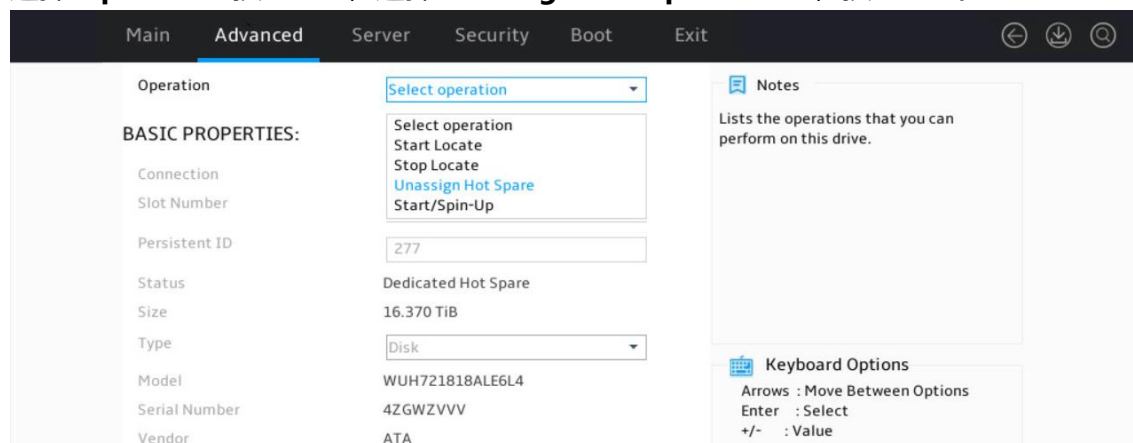 Main Advanced Server Security Boot Exit
Operation
Select operation
Select operation
Start Locate
Stop Locate
Unassign Hot Spare
Start/Spin-Up
BASIC PROPERTIES:
Connection
Slot Number
Persistent ID 277
Status Dedicated Hot Spare
Size 16.370 TiB
Type Disk
Model WUH721818ALE6L4
Serial Number 4ZGWZVVV
Vendor ATA
Notes
Lists the operations that you can
perform on this drive.
Keyboard Options
Arrows : Move Between Options
Enter : Select
+/- : Value